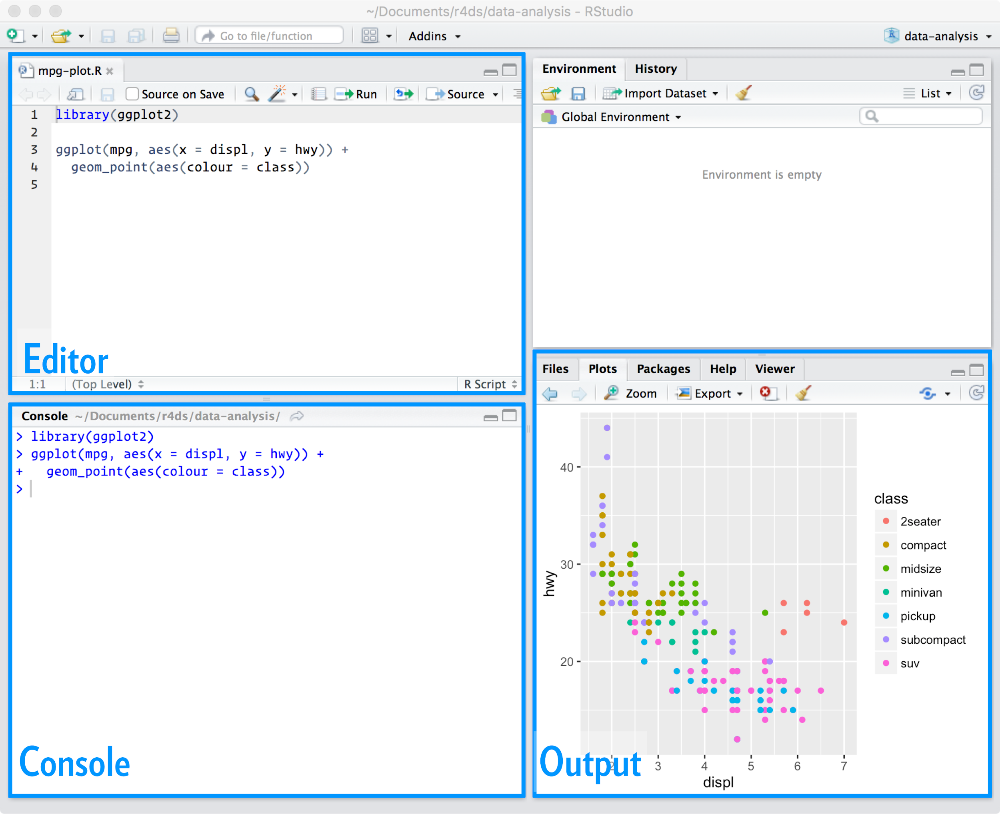 ~/Documents/r4ds/data-analysis - RStudio
Go to file/function
Addins
data-analysis
mpg-plot.R
Source on Save
Run
Source
1 library(ggplot2)
2
3 ggplot(mpg, aes(x = displ, y = hwy)) +
4   geom_point(aes(colour = class))
5
Editor
1:1
(Top Level)
R Script
Console ~/Documents/r4ds/data-analysis/
> library(ggplot2)
> ggplot(mpg, aes(x = displ, y = hwy)) +
+   geom_point(aes(colour = class))
>
Console
Environment
History
Import Dataset
List
Global Environment
Environment is empty
Files
Plots
Packages
Help
Viewer
Zoom
Export
40
30
20
hwy
2 3 4 5 6 7
displ
class
2seater
compact
midsize
minivan
pickup
subcompact
suv
Output